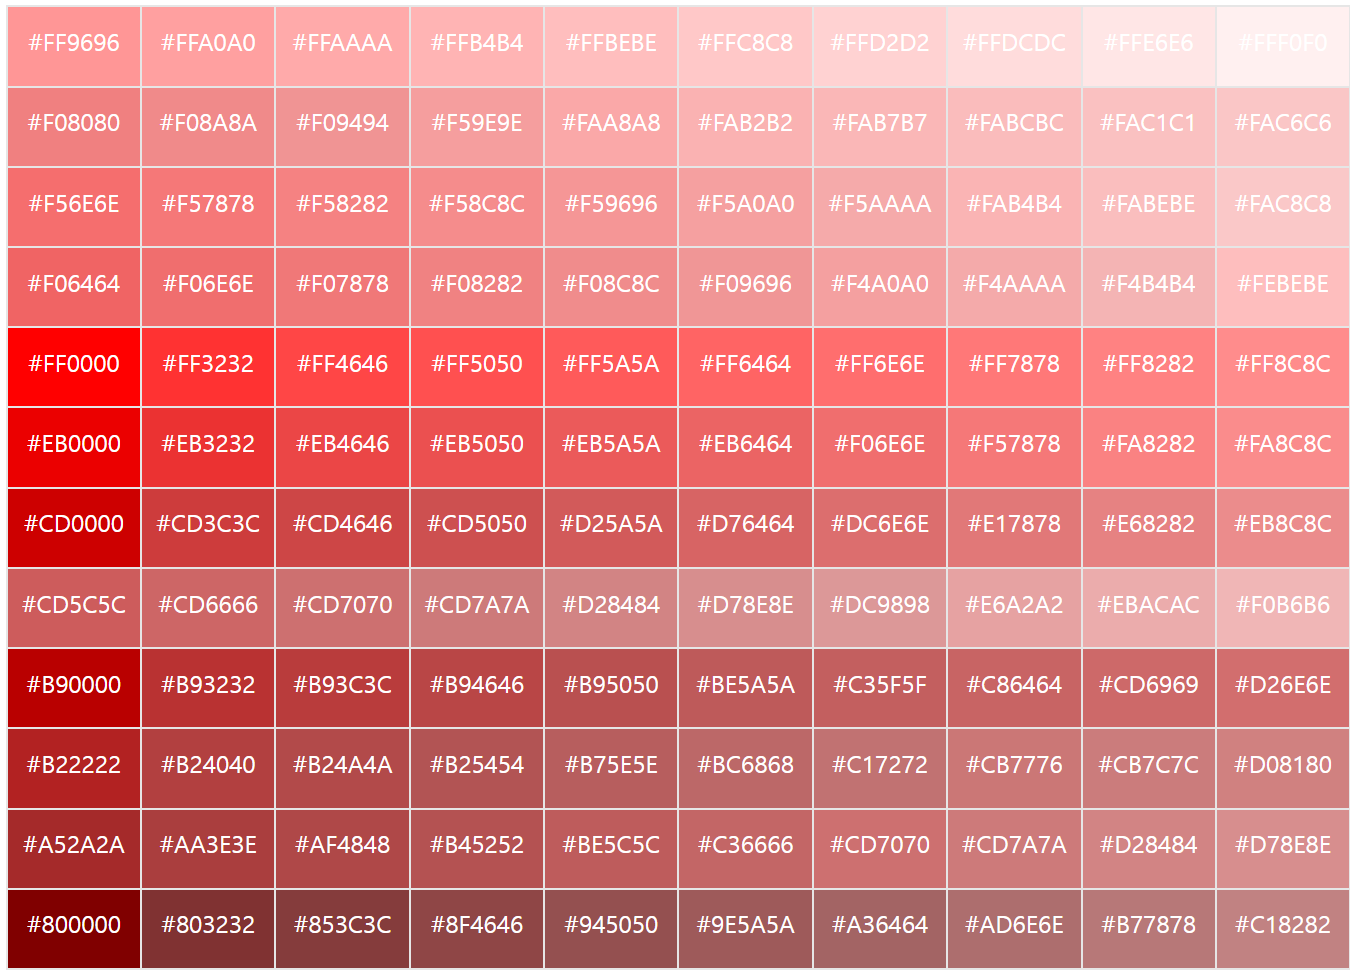 #FF9696 #FFA0A0 #FFAAAA #FFB4B4 #FFBEBE #FFC8C8 #FFD2D2 #FFDCDC #FFE6E6 #FFF0F0
#F08080 #F08A8A #F09494 #F59E9E #FAA8A8 #FAB2B2 #FAB7B7 #FABCBC #FAC1C1 #FAC6C6
#F56E6E #F57878 #F58282 #F58C8C #F59696 #F5A0A0 #F5AAAA #FAB4B4 #FABEBE #FAC8C8
#F06464 #F06E6E #F07878 #F08282 #F08C8C #F09696 #F4A0A0 #F4AAAA #F4B4B4 #FEBEBE
#FF0000 #FF3232 #FF4646 #FF5050 #FF5A5A #FF6464 #FF6E6E #FF7878 #FF8282 #FF8C8C
#EB0000 #EB3232 #EB4646 #EB5050 #EB5A5A #EB6464 #F06E6E #F57878 #FA8282 #FA8C8C
#CD0000 #CD3C3C #CD4646 #CD5050 #D25A5A #D76464 #DC6E6E #E17878 #E68282 #EB8C8C
#CD5C5C #CD6666 #CD7070 #CD7A7A #D28484 #D78E8E #DC9898 #E6A2A2 #EBACAC #F0B6B6
#B90000 #B93232 #B93C3C #B94646 #B95050 #BE5A5A #C35F5F #C86464 #CD6969 #D26E6E
#B22222 #B24040 #B24A4A #B25454 #B75E5E #BC6868 #C17272 #CB7776 #CB7C7C #D08180
#A52A2A #AA3E3E #AF4848 #B45252 #BE5C5C #C36666 #CD7070 #CD7A7A #D28484 #D78E8E
#800000 #803232 #853C3C #8F4646 #945050 #9E5A5A #A36464 #AD6E6E #B77878 #C18282